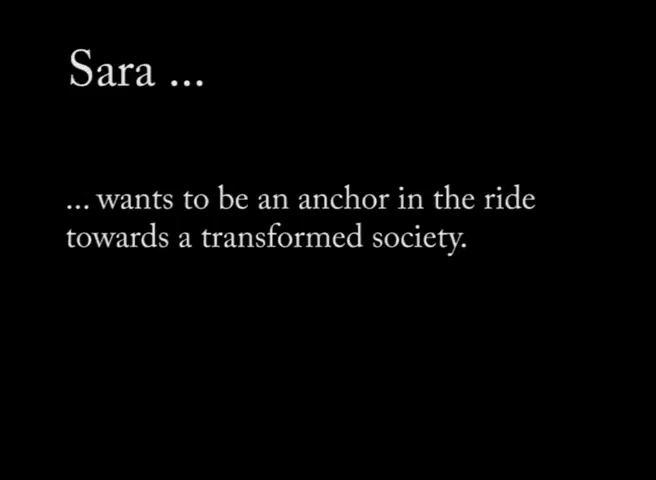 Sara ...
... wants to be an anchor in the ride
towards a transformed society.